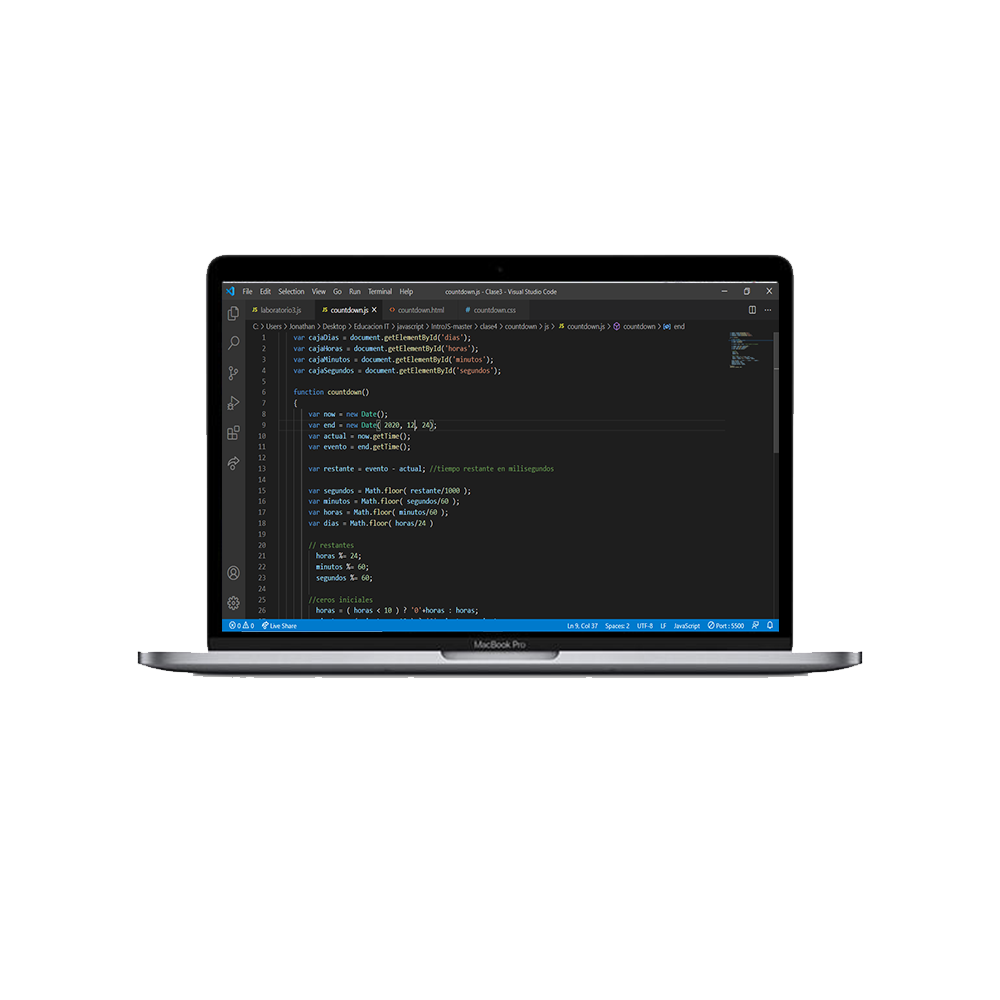 File Edit Selection View Go Run Terminal Help countdown.js - Clase3 - Visual Studio Code
JS laboratorio3.js JS countdown.js × <> countdown.html # countdown.css
C: > Users > Jonathan > Desktop > Educacion IT > javascript > IntroJS-master > clase4 > countdown > js > JS countdown.js > countdown > end
1 var cajaDias = document.getElementById('dias');
2 var cajaHoras = document.getElementById('horas');
3 var cajaMinutos = document.getElementById('minutos');
4 var cajaSegundos = document.getElementById('segundos');
5
6 function countdown()
7 {
8 var now = new Date();
9 var end = new Date( 2020, 12, 24);
10 var actual = now.getTime();
11 var evento = end.getTime();
12
13 var restante = evento - actual; //tiempo restante en milisegundos
14
15 var segundos = Math.floor( restante/1000 );
16 var minutos = Math.floor( segundos/60 );
17 var horas = Math.floor( minutos/60 );
18 var dias = Math.floor( horas/24 )
19
20 // restantes
21 horas %= 24;
22 minutos %= 60;
23 segundos %= 60;
24
25 //ceros iniciales
26 horas = ( horas < 10 ) ? '0'+horas : horas;
0 0 Live Share Ln 9, Col 37 Spaces: 2 UTF-8 LF JavaScript Port : 5500
MacBook Pro